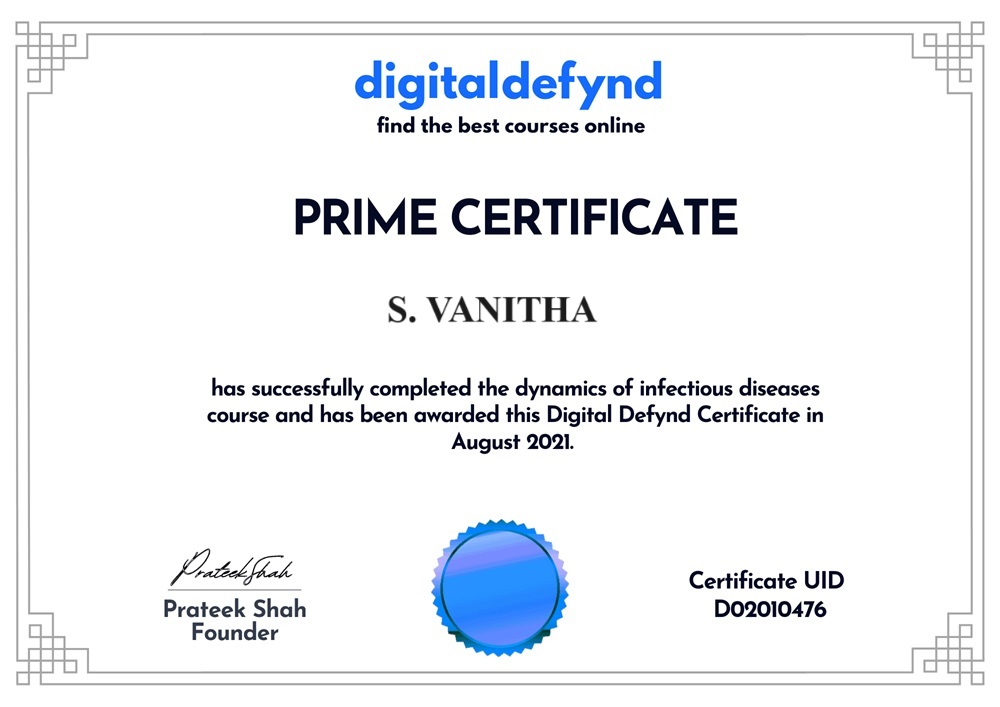 digitaldefynd
find the best courses online
PRIME CERTIFICATE
S. VANITHA
has successfully completed the dynamics of infectious diseases
course and has been awarded this Digital Defynd Certificate in
August 2021.
Prateek Shah
Prateek Shah
Founder
Certificate UID
D02010476